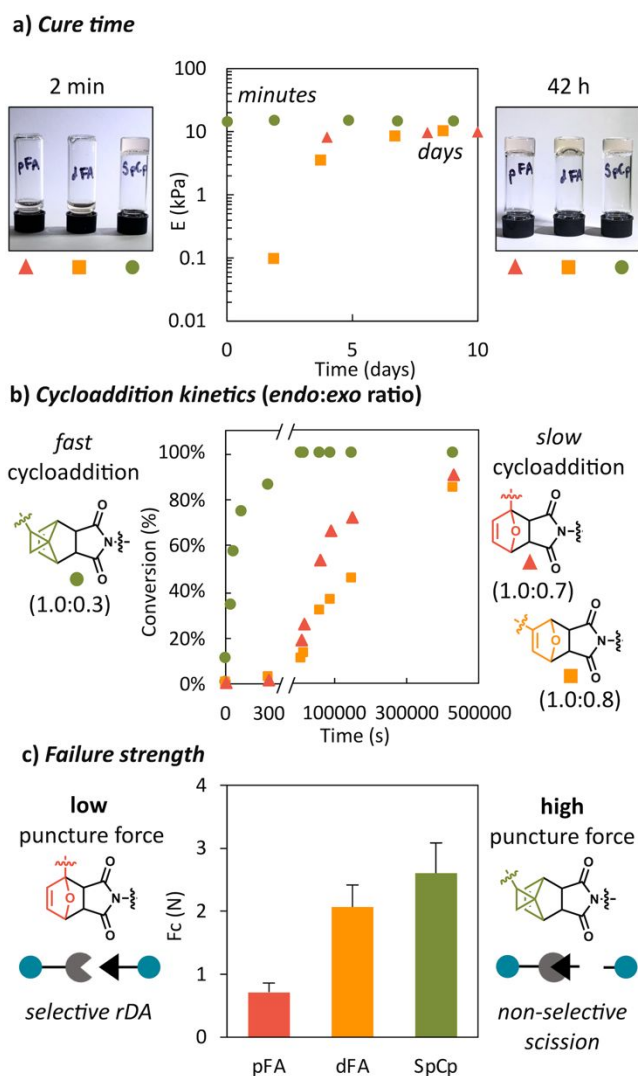 a) Cure time
2 min
42 h
pFA
dFA
SpCp
pFA
dFA
SpCp
100
10
1
0.1
0.01
E (kPa)
minutes
days
0
5
10
Time (days)
b) Cycloaddition kinetics (endo:exo ratio)
fast
cycloaddition
O
N
O
(1.0:0.3)
100%
80%
60%
40%
20%
0%
Conversion (%)
0
300
100000
300000
500000
Time (s)
slow
cycloaddition
O
O
N
O
(1.0:0.7)
O
O
N
O
(1.0:0.8)
c) Failure strength
low
puncture force
O
O
N
O
selective rDA
4
3
2
1
0
Fc (N)
pFA
dFA
SpCp
high
puncture force
O
N
O
non-selective
scission